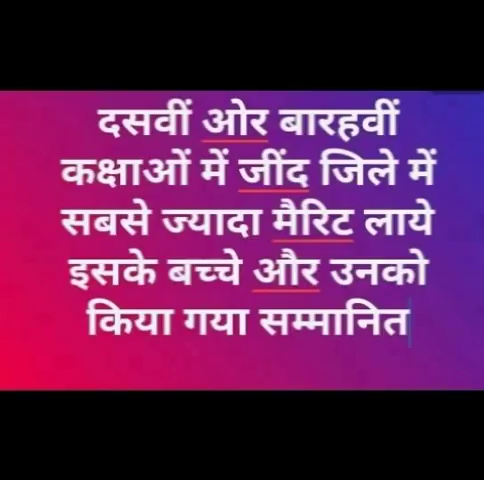 दसवीं ओर बारहवीं
कक्षाओं में जींद जिले में
सबसे ज्यादा मैरिट लाये
इसके बच्चे और उनको
किया गया सम्मानित